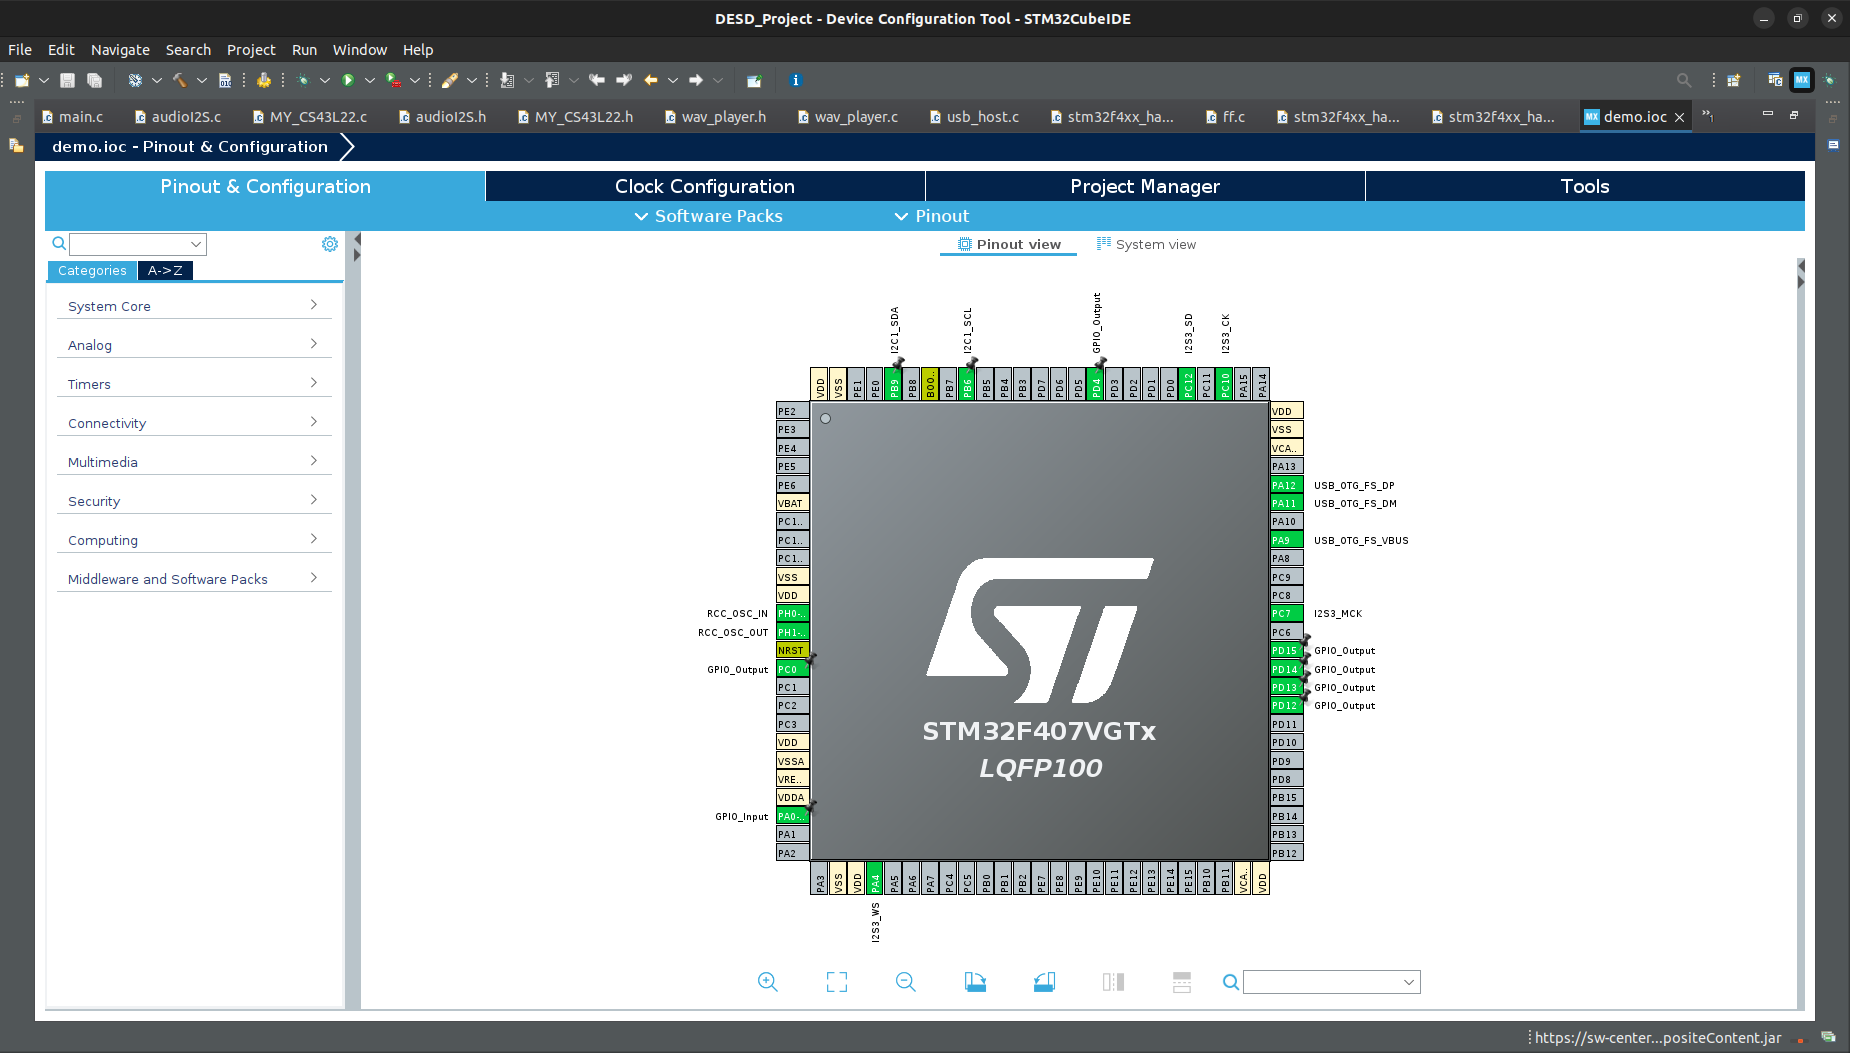 DESD_Project - Device Configuration Tool - STM32CubeIDE
File Edit Navigate Search Project Run Window Help
main.c audioI2S.c MY_CS43L22.c audioI2S.h MY_CS43L22.h wav_player.h wav_player.c usb_host.c stm32f4xx_ha... ff.c stm32f4xx_ha... stm32f4xx_ha... MX demo.ioc
demo.ioc - Pinout & Configuration
Pinout & Configuration Clock Configuration Project Manager Tools
Software Packs Pinout
Pinout view System view
Categories A->Z
System Core
Analog
Timers
Connectivity
Multimedia
Security
Computing
Middleware and Software Packs
I2C1_SDA I2C1_SCL GPIO_Output I2S3_SD I2S3_CK
VDD VSS PE1 PE0 PB9 PB8 BOO.. PB7 PB6 PB5 PB4 PB3 PD7 PD6 PD5 PD4 PD3 PD2 PD1 PD0 PC12 PC11 PC10 PA15 PA14
PE2 VDD
PE3 VSS
PE4 VCA..
PE5 PA13
PE6 PA12 USB_OTG_FS_DP
VBAT PA11 USB_OTG_FS_DM
PC1.. PA10
PC1.. PA9 USB_OTG_FS_VBUS
PC1.. PA8
VSS PC9
VDD PC8
RCC_OSC_IN PH0-.. PC7 I2S3_MCK
RCC_OSC_OUT PH1-.. PC6
NRST PD15 GPIO_Output
GPIO_Output PC0 PD14 GPIO_Output
PC1 PD13 GPIO_Output
PC2 PD12 GPIO_Output
PC3 PD11
VDD PD10
VSSA PD9
VRE.. PD8
VDDA PB15
GPIO_Input PA0-.. PB14
PA1 PB13
PA2 PB12
ST
STM32F407VGTx
LQFP100
PA3 VSS VDD PA4 PA5 PA6 PA7 PC4 PC5 PB0 PB1 PB2 PE7 PE8 PE9 PE10 PE11 PE12 PE13 PE14 PE15 PB10 PB11 VCA.. VDD
I2S3_WS
https://sw-center...positeContent.jar